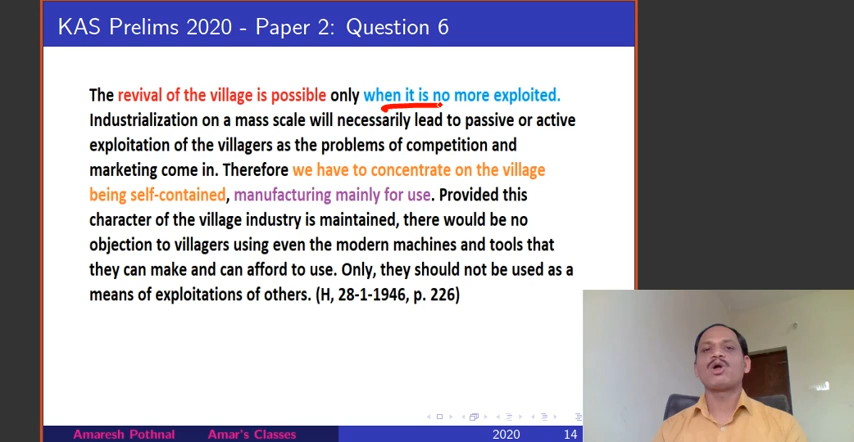 KAS Prelims 2020 - Paper 2: Question 6
The revival of the village is possible only when it is no more exploited.
Industrialization on a mass scale will necessarily lead to passive or active
exploitation of the villagers as the problems of competition and
marketing come in. Therefore we have to concentrate on the village
being self-contained, manufacturing mainly for use. Provided this
character of the village industry is maintained, there would be no
objection to villagers using even the modern machines and tools that
they can make and can afford to use. Only, they should not be used as a
means of exploitations of others. (H, 28-1-1946, p. 226)
Amaresh Pothnal Amar's Classes 2020 14